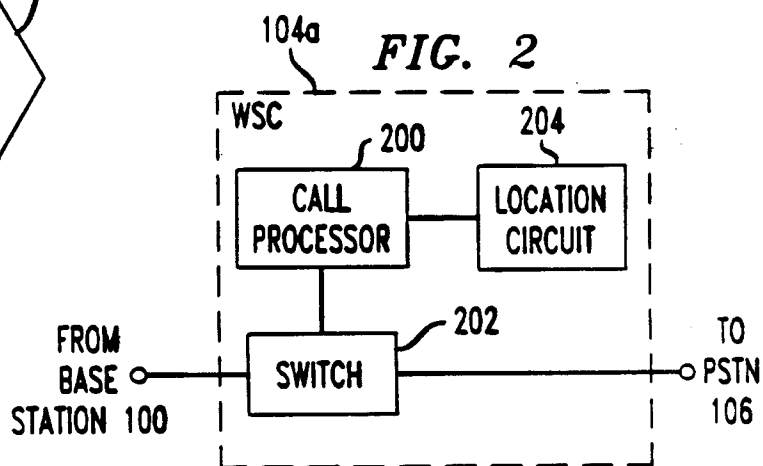 104a
FIG. 2
WSC
200
204
CALL
PROCESSOR
LOCATION
CIRCUIT
202
FROM
BASE
STATION 100
SWITCH
TO
PSTN
106